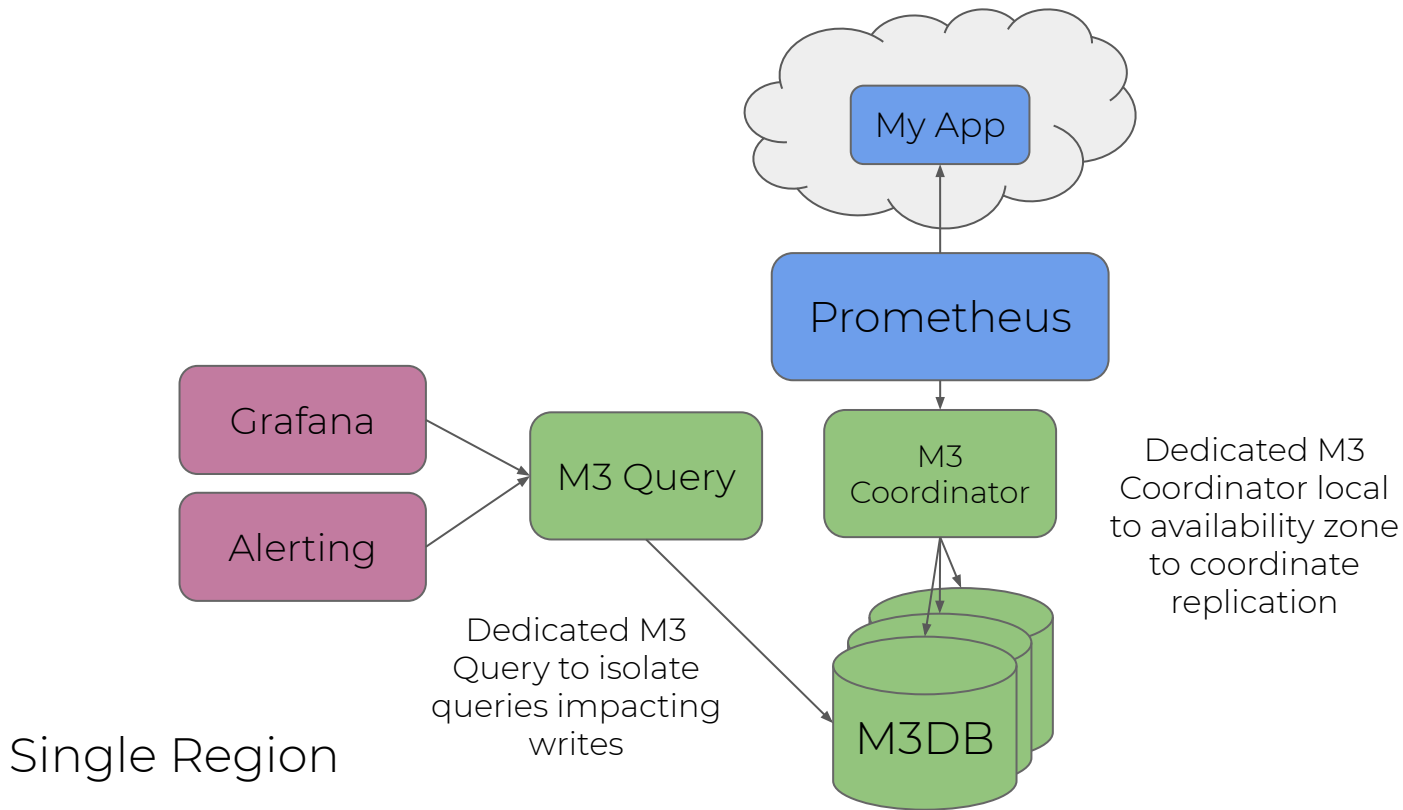 My App
Prometheus
Grafana
Alerting
M3 Query
M3
Coordinator
Dedicated M3
Coordinator local
to availability zone
to coordinate
replication
Dedicated M3
Query to isolate
queries impacting
writes
M3DB
Single Region